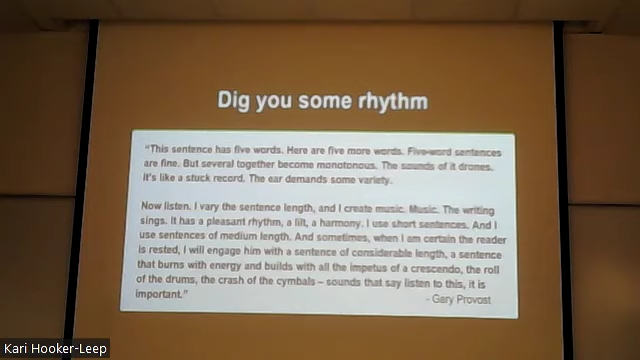 Dig you some rhythm
"This sentence has five words. Here are five more words. Five-word sentences
are fine. But several together become monotonous. The sounds of it drones.
It's like a stuck record. The ear demands some variety.
Now listen. I vary the sentence length, and I create music. Music. The writing
sings. It has a pleasant rhythm, a lilt, a harmony. I use short sentences. And I
use sentences of medium length. And sometimes, when I am certain the reader
is rested, I will engage him with a sentence of considerable length, a sentence
that burns with energy and builds with all the impetus of a crescendo, the roll
of the drums, the crash of the cymbals – sounds that say listen to this, it is
important."
- Gary Provost
Kari Hooker-Leep